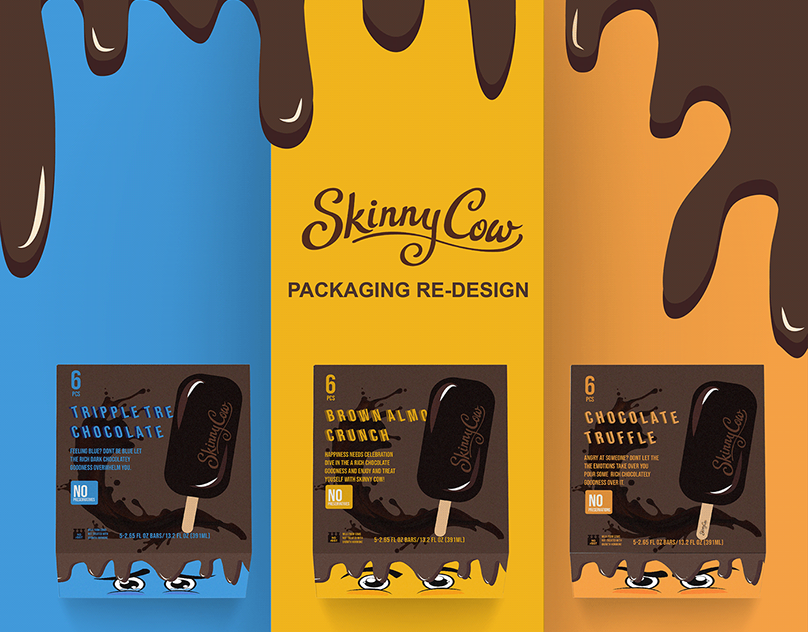 Skinny Cow
PACKAGING RE-DESIGN
6
PCS
TRIPPLE TRE
CHOCOLATE
FEELING BLUE? DONT BE BLUE LET
THE RICH DARK CHOCOLATEY
GOODNESS OVERWHELM YOU.
NO
PRESERVATIVES
5-2.65 FL OZ BARS/13.2 FL OZ (391ML)
Skinny Cow
6
PCS
BROWN ALMO
CRUNCH
HAPPINESS NEEDS CELEBRATION
DIVE IN THE A RICH CHOCOLATE
GOODNESS AND ENJOY AND TREAT
YOURSELF WITH SKINNY COW!
NO
PRESERVATIVES
5-2.65 FL OZ BARS/13.2 FL OZ (391ML)
Skinny Cow
6
PCS
CHOCOLATE
TRUFFLE
ANGRY AT SOMEONE? DONT LET THE
THE EMOTIONS TAKE OVER YOU
POUR SOME RICH CHOCOLATELY
GOODNESS OVER IT.
NO
PRESERVATIVES
5-2.65 FL OZ BARS/13.2 FL OZ (391ML)
Skinny Cow